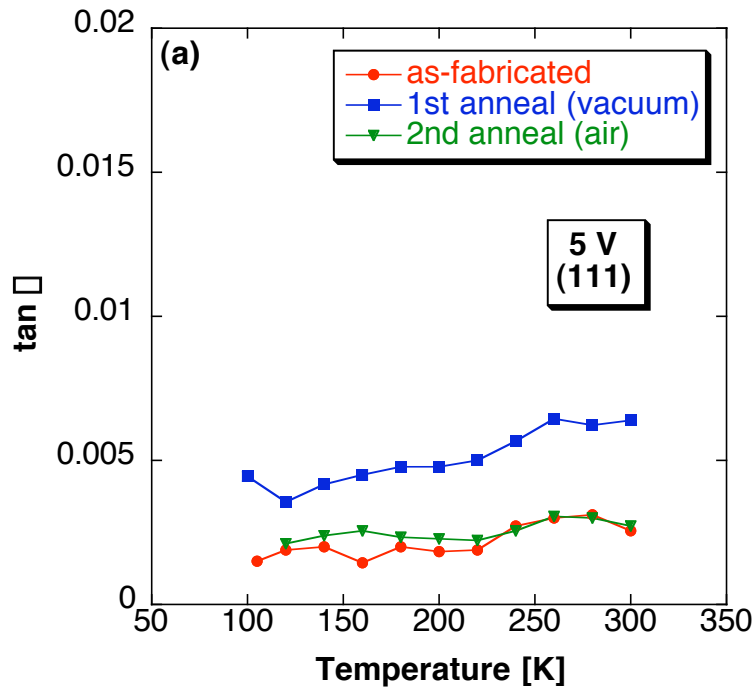 (a)
as-fabricated
1st anneal (vacuum)
2nd anneal (air)
5 V
(111)
0.02
0.015
0.01
0.005
0
tan []
50 100 150 200 250 300 350
Temperature [K]